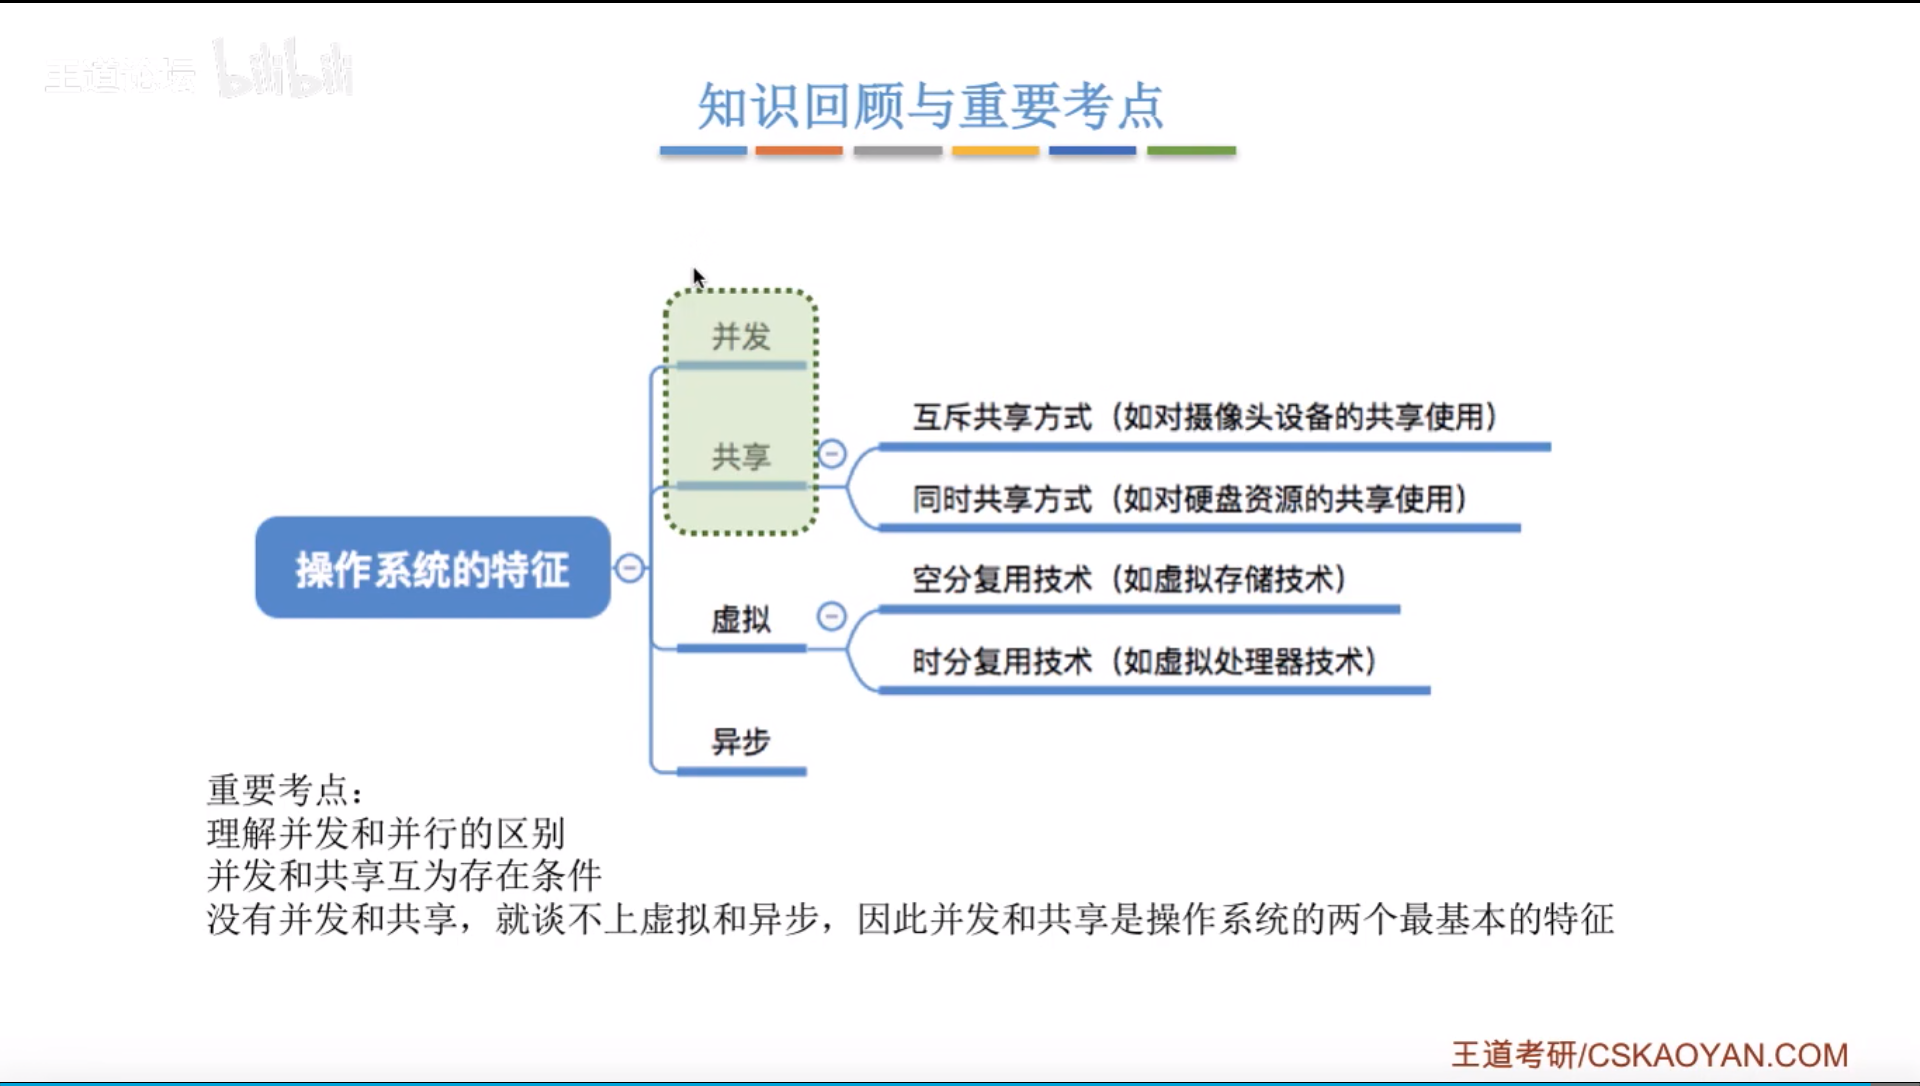 王道论坛 bilibili
知识回顾与重要考点
并发
共享
互斥共享方式（如对摄像头设备的共享使用）
同时共享方式（如对硬盘资源的共享使用）
操作系统的特征
虚拟
空分复用技术（如虚拟存储技术）
时分复用技术（如虚拟处理器技术）
异步
重要考点：
理解并发和并行的区别
并发和共享互为存在条件
没有并发和共享，就谈不上虚拟和异步，因此并发和共享是操作系统的两个最基本的特征
王道考研/CSKAOYAN.COM